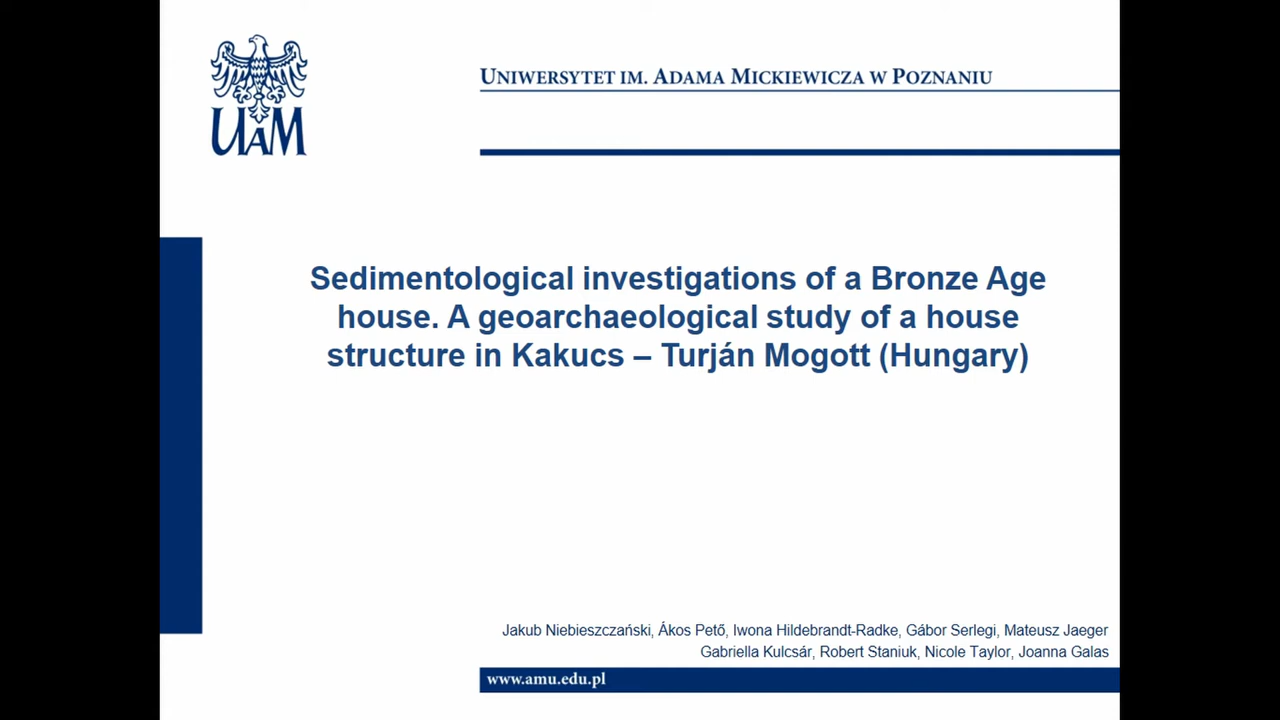 UAM
UNIWERSYTET IM. ADAMA MICKIEWICZA W POZNANIU
Sedimentological investigations of a Bronze Age
house. A geoarchaeological study of a house
structure in Kakucs – Turján Mogott (Hungary)
Jakub Niebieszczański, Ákos Pető, Iwona Hildebrandt-Radke, Gábor Serlegi, Mateusz Jaeger
Gabriella Kulcsár, Robert Staniuk, Nicole Taylor, Joanna Galas
www.amu.edu.pl